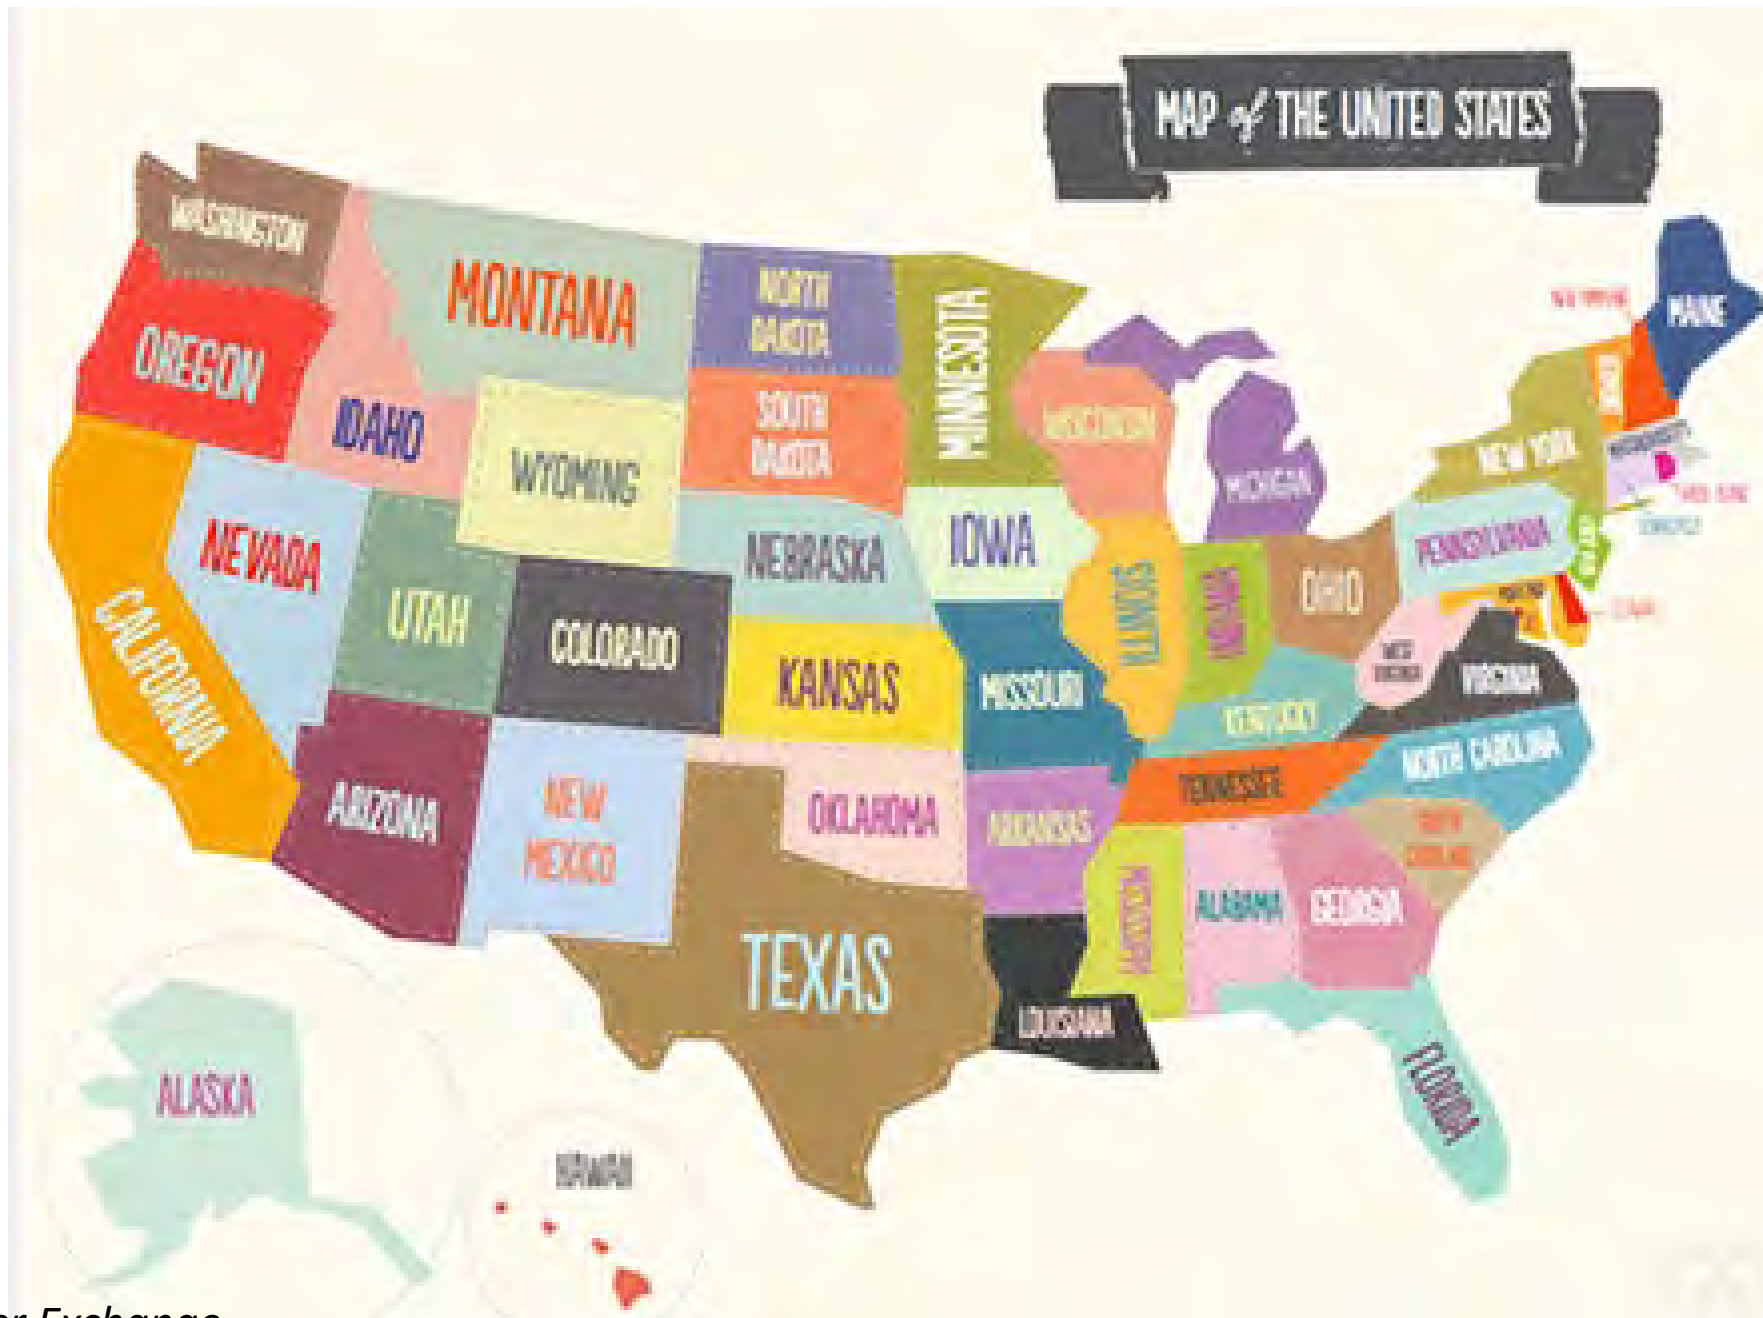 MAP of THE UNITED STATES
WASHINGTON
MONTANA
NORTH
DAKOTA
MINNESOTA
MAINE
OREGON
IDAHO
SOUTH
DAKOTA
WISCONSIN
WYOMING
MICHIGAN
NEW YORK
NEVADA
NEBRASKA
IOWA
PENNSYLVANIA
UTAH
COLORADO
ILLINOIS
INDIANA
OHIO
CALIFORNIA
KANSAS
MISSOURI
WEST
VIRGINIA
VIRGINIA
KENTUCKY
NORTH CAROLINA
ARIZONA
NEW
MEXICO
OKLAHOMA
ARKANSAS
TENNESSEE
SOUTH
CAROLINA
TEXAS
MISSISSIPPI
ALABAMA
GEORGIA
LOUISIANA
FLORIDA
ALASKA
HAWAII
Exchange